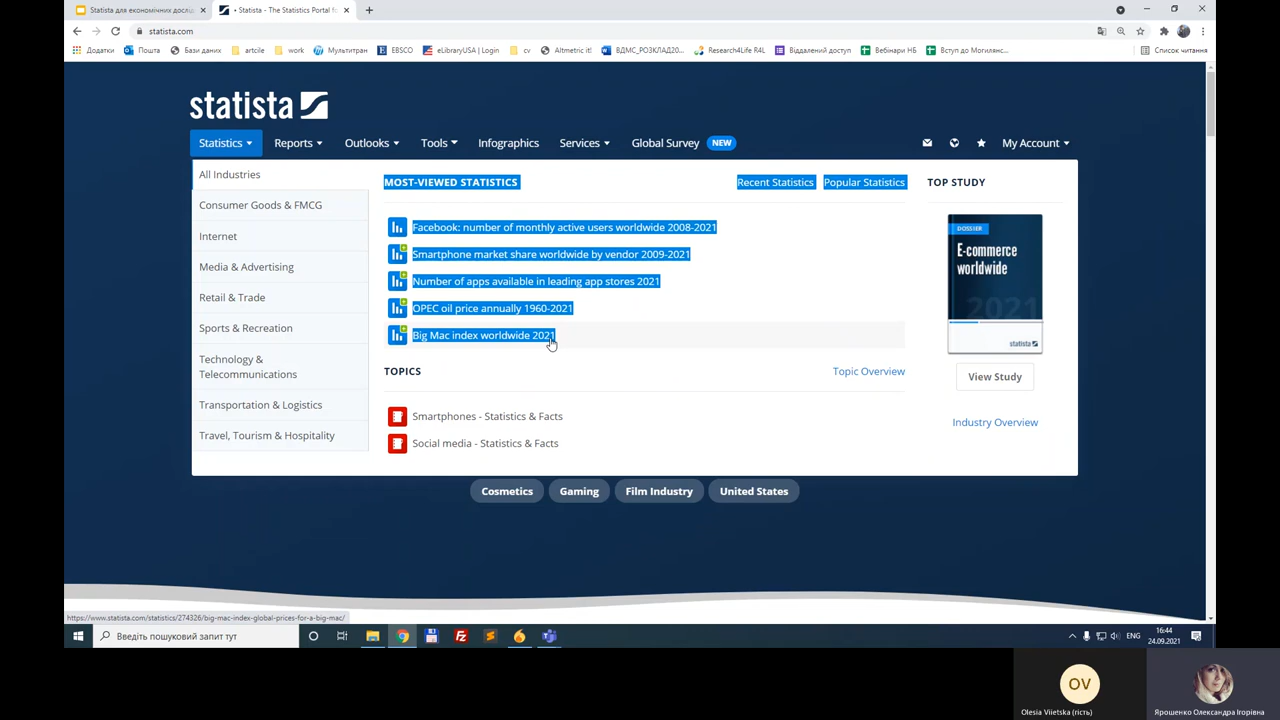 Statista для економічних дослід
• Statista - The Statistics Portal f
statista.com
Додатки
Пошта
Бази даних
artcile
work
Мультитран
EBSCO
eLibraryUSA | Login
cv
Altmetric it!
ВДМС_РОЗКЛАД20...
Research4Life R4L
Віддалений доступ
Вебінари НБ
Вступ до Могилянс...
Список читання
statista
Statistics
Reports
Outlooks
Tools
Infographics
Services
Global Survey
NEW
My Account
All Industries
Consumer Goods & FMCG
Internet
Media & Advertising
Retail & Trade
Sports & Recreation
Technology &
Telecommunications
Transportation & Logistics
Travel, Tourism & Hospitality
MOST-VIEWED STATISTICS
Recent Statistics
Popular Statistics
Facebook: number of monthly active users worldwide 2008-2021
Smartphone market share worldwide by vendor 2009-2021
Number of apps available in leading app stores 2021
OPEC oil price annually 1960-2021
Big Mac index worldwide 2021
TOPICS
Topic Overview
Smartphones - Statistics & Facts
Social media - Statistics & Facts
TOP STUDY
DOSSIER
E-commerce
worldwide
2021
statista
View Study
Industry Overview
Cosmetics
Gaming
Film Industry
United States
https://www.statista.com/statistics/274326/big-mac-index-global-prices-for-a-big-mac/
Введіть пошуковий запит тут
ENG
16:44
24.09.2021
OV
Olesia Viietska (гість)
Ярошенко Олександра Ігорівна